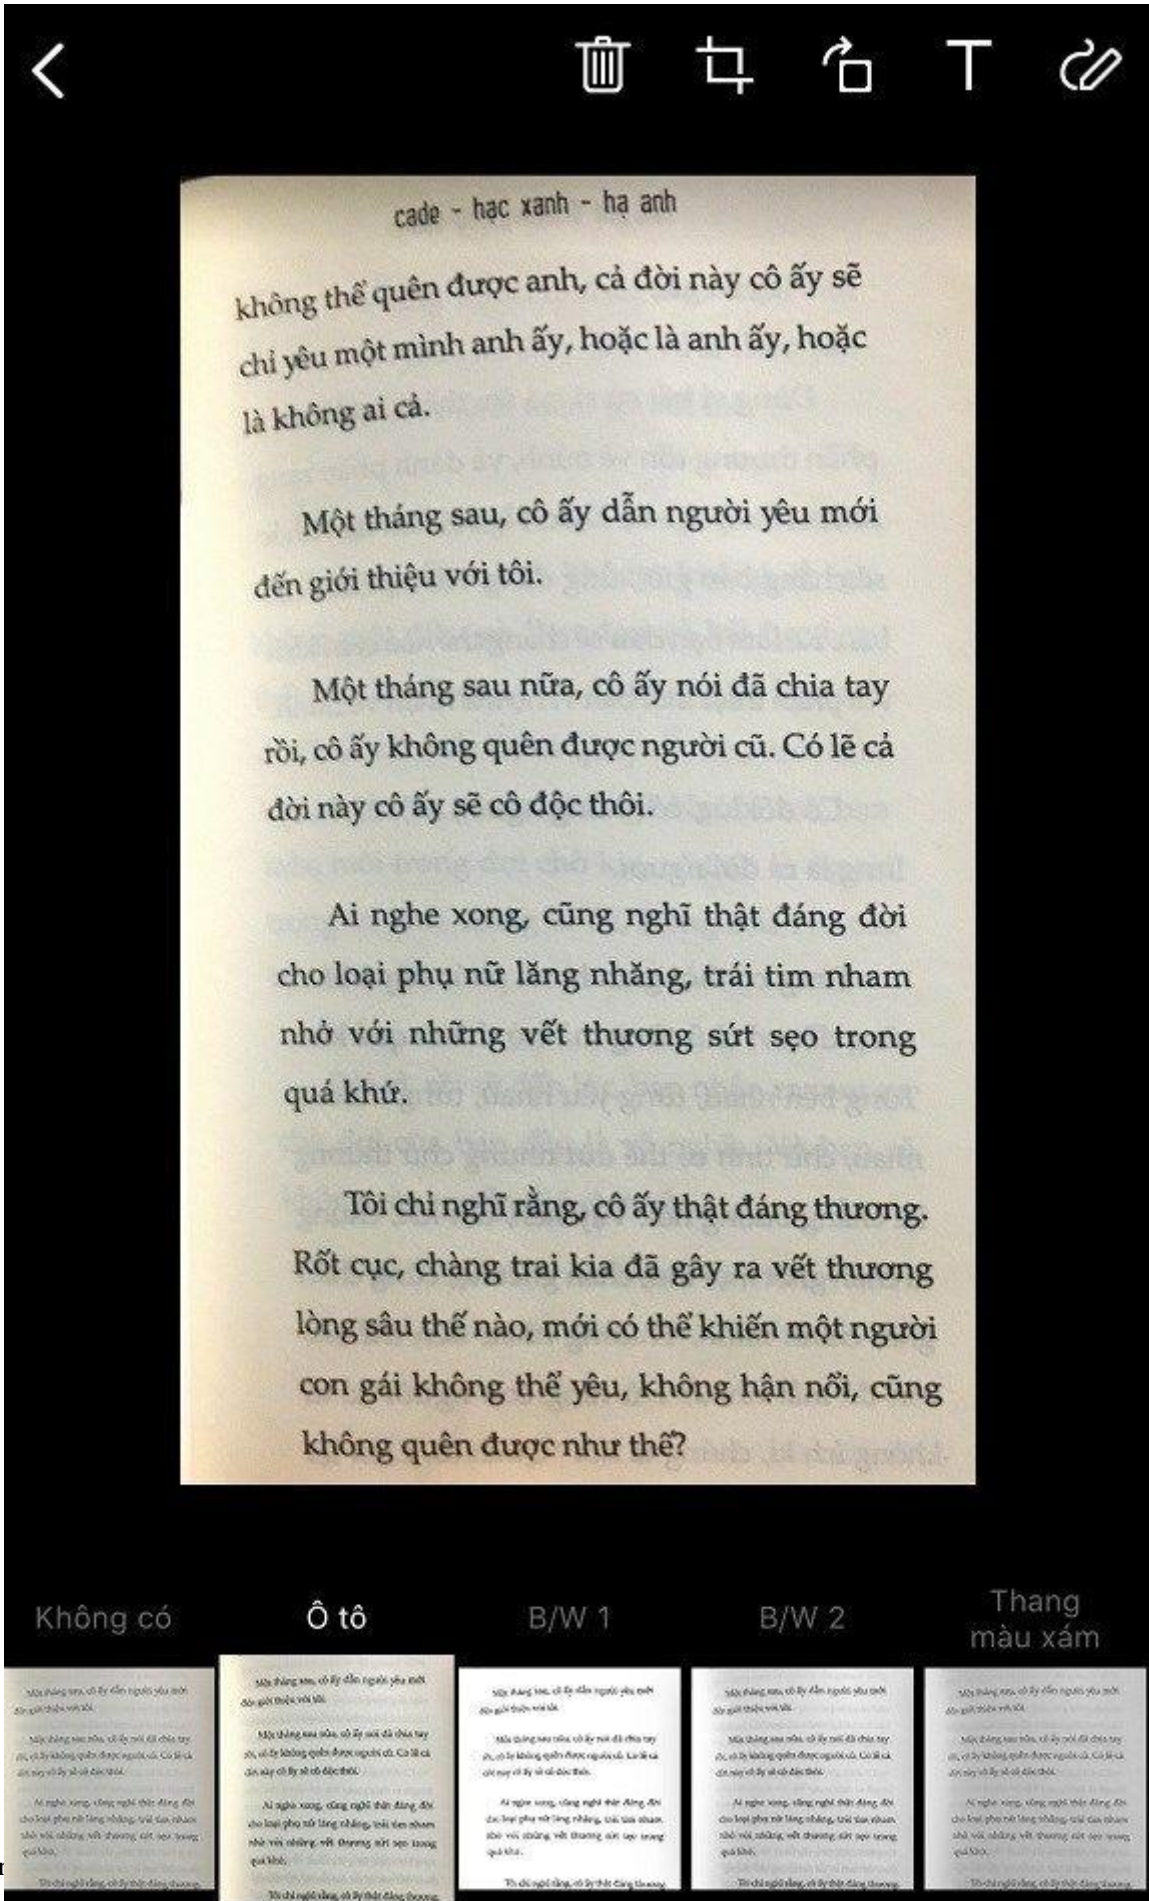 T
cade - hạc xanh - hạ anh
không thể quên được anh, cả đời này cô ấy sẽ
chỉ yêu một mình anh ấy, hoặc là anh ấy, hoặc
là không ai cả.
Một tháng sau, cô ấy dẫn người yêu mới
đến giới thiệu với tôi.
Một tháng sau nữa, cô ấy nói đã chia tay
rồi, cô ấy không quên được người cũ. Có lẽ cả
đời này cô ấy sẽ cô độc thôi.
Ai nghe xong, cũng nghĩ thật đáng đời
cho loại phụ nữ lăng nhăng, trái tim nham
nhở với những vết thương sứt sẹo trong
quá khứ.
Tôi chỉ nghĩ rằng, cô ấy thật đáng thương.
Rốt cục, chàng trai kia đã gây ra vết thương
lòng sâu thế nào, mới có thể khiến một người
con gái không thể yêu, không hận nổi, cũng
không quên được như thế?
Không có
Ô tô
B/W 1
B/W 2
Thang
màu xám